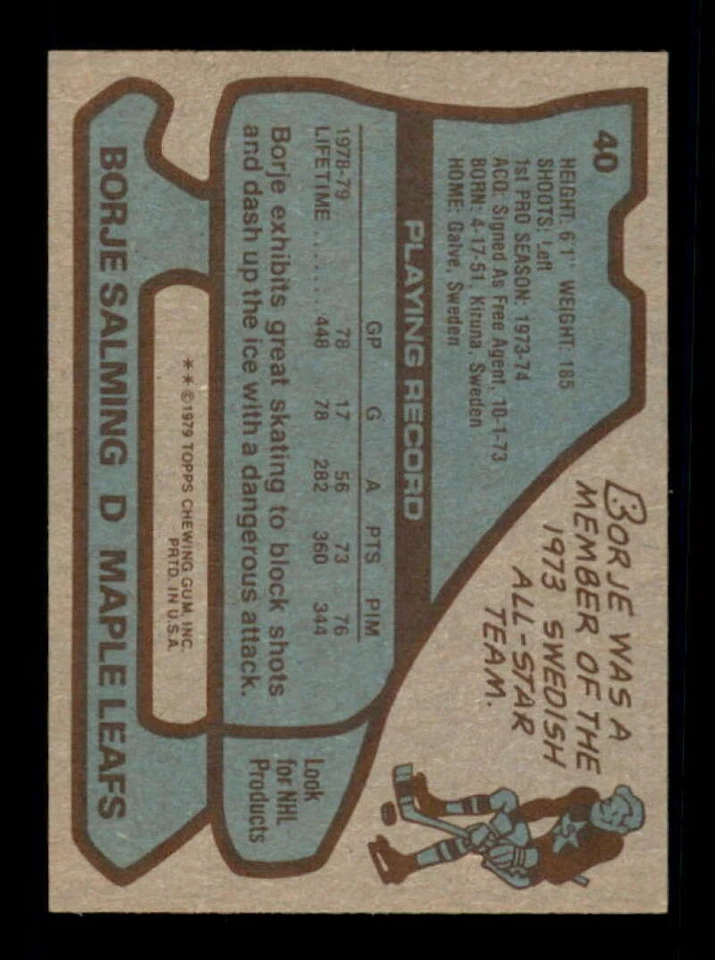 40
HEIGHT: 6'1" WEIGHT: 185
SHOOTS: Left
1st PRO SEASON: 1973-74
ACQ: Signed As Free Agent, 10-1-73
BORN: 4-17-51, Kiruna, Sweden
HOME: Galve, Sweden
BORJE WAS A
MEMBER OF THE
1973 SWEDISH
ALL-STAR
TEAM.
PLAYING RECORD
GP G A PTS PIM
1978-79 78 17 56 73 76
LIFETIME ...... 448 78 282 360 344
Borje exhibits great skating to block shots
and dash up the ice with a dangerous attack.
Look
for NHL
Products
**©1979 TOPPS CHEWING GUM, INC.
PRTD. IN U.S.A.
BORJE SALMING D MAPLE LEAFS